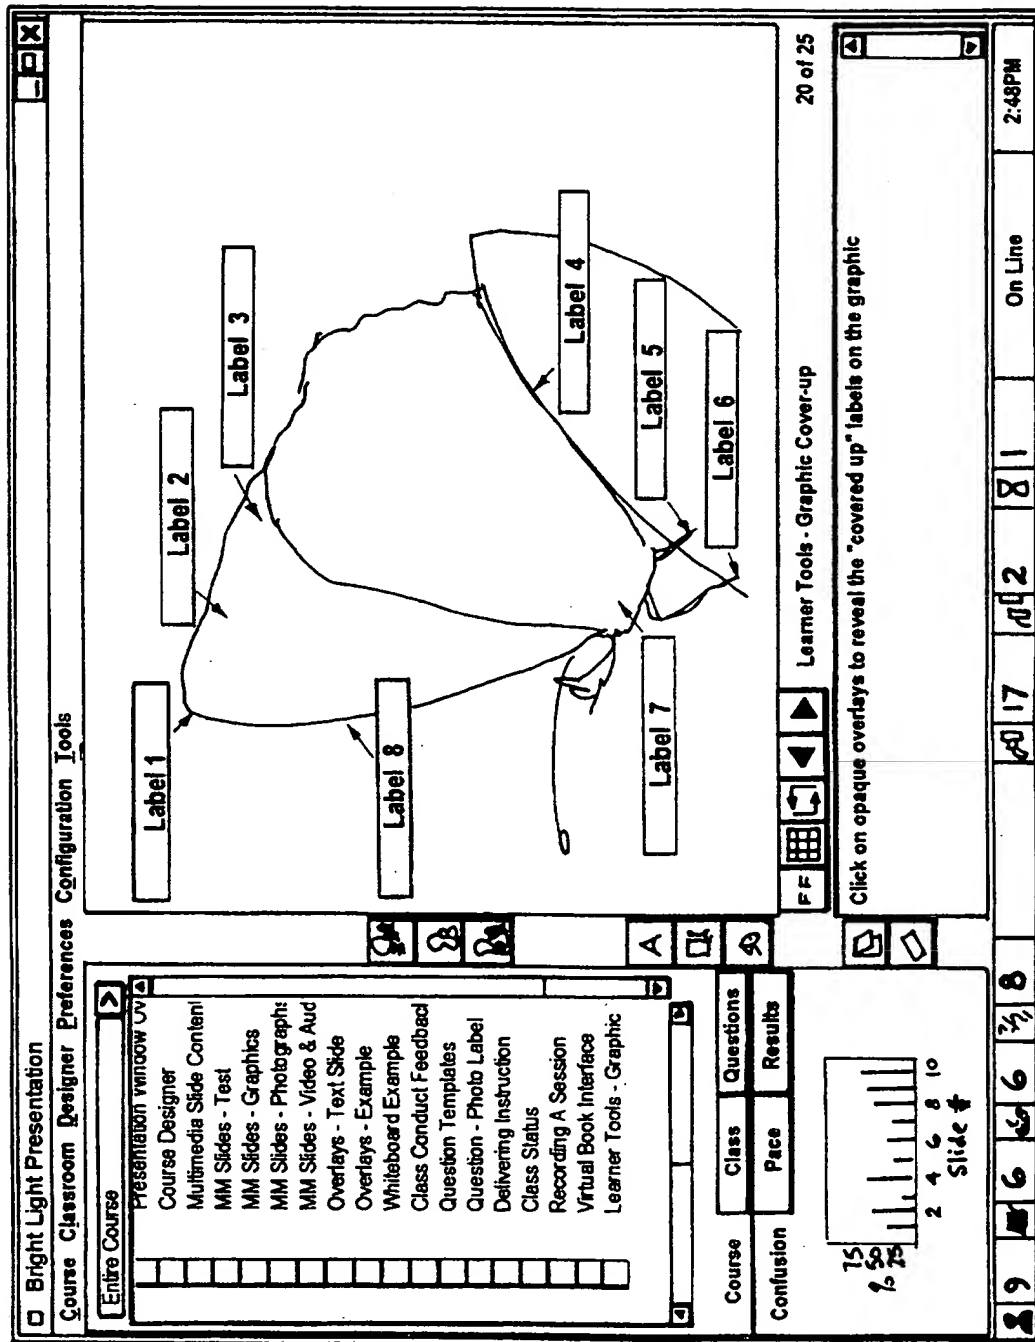 Bright Light Presentation
Course Classroom Designer Preferences Configuration Tools
Entire Course
>
Presentation Window Ov
Course Designer
Multimedia Slide Content
MM Slides - Test
MM Slides - Graphics
MM Slides - Photographs
MM Slides - Video & Aud
Overlays - Text Slide
Overlays - Example
Whiteboard Example
Class Conduct Feedback
Question Templates
Question - Photo Label
Delivering Instruction
Class Status
Recording A Session
Virtual Book Interface
Learner Tools - Graphic
Course
Class
Questions
Confusion
Pace
Results
75
% 50
25
2 4 6 8 10
Slide #
A
Label 1
Label 2
Label 3
Label 8
Label 4
Label 5
Label 6
Label 7
FF
Learner Tools - Graphic Cover-up
20 of 25
Click on opaque overlays to reveal the "covered up" labels on the graphic
9 6 6 8 17 2 1
On Line
2:48PM